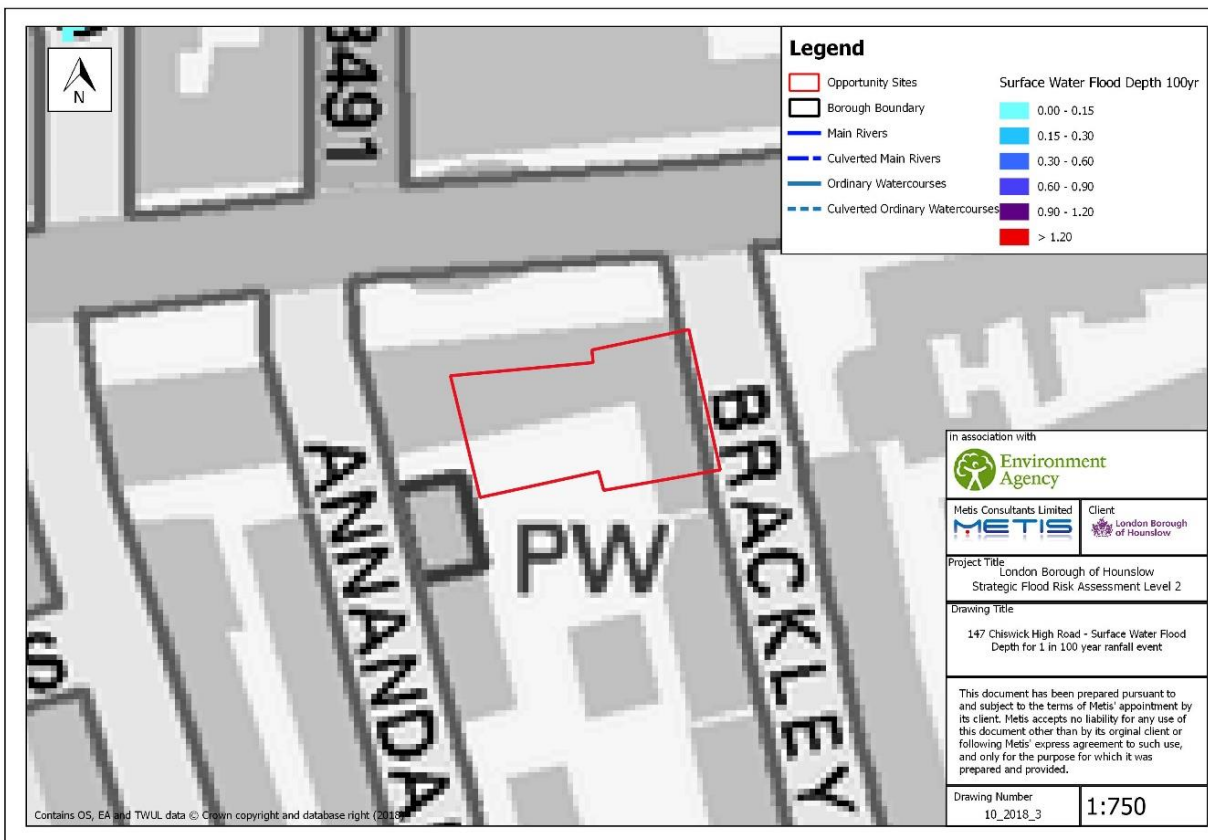 B491
N
ANNANDA
BRACKLEY
PW
Legend
Opportunity Sites
Borough Boundary
Main Rivers
Culverted Main Rivers
Ordinary Watercourses
Culverted Ordinary Watercourses
Surface Water Flood Depth 100yr
0.00 - 0.15
0.15 - 0.30
0.30 - 0.60
0.60 - 0.90
0.90 - 1.20
> 1.20
in association with
Environment
Agency
Metis Consultants Limited
METIS
Client
London Borough
of Hounslow
Project Title
London Borough of Hounslow
Strategic Flood Risk Assessment Level 2
Drawing Title
147 Chiswick High Road - Surface Water Flood
Depth for 1 in 100 year rainfall event
This document has been prepared pursuant to
and subject to the terms of Metis' appointment by
its client. Metis accepts no liability for any use of
this document other than by its orginal client or
following Metis' express agreement to such use,
and only for the purpose for which it was
prepared and provided.
Drawing Number
10_2018_3
1:750
Contains OS, EA and TWUL data © Crown copyright and database right (2018)